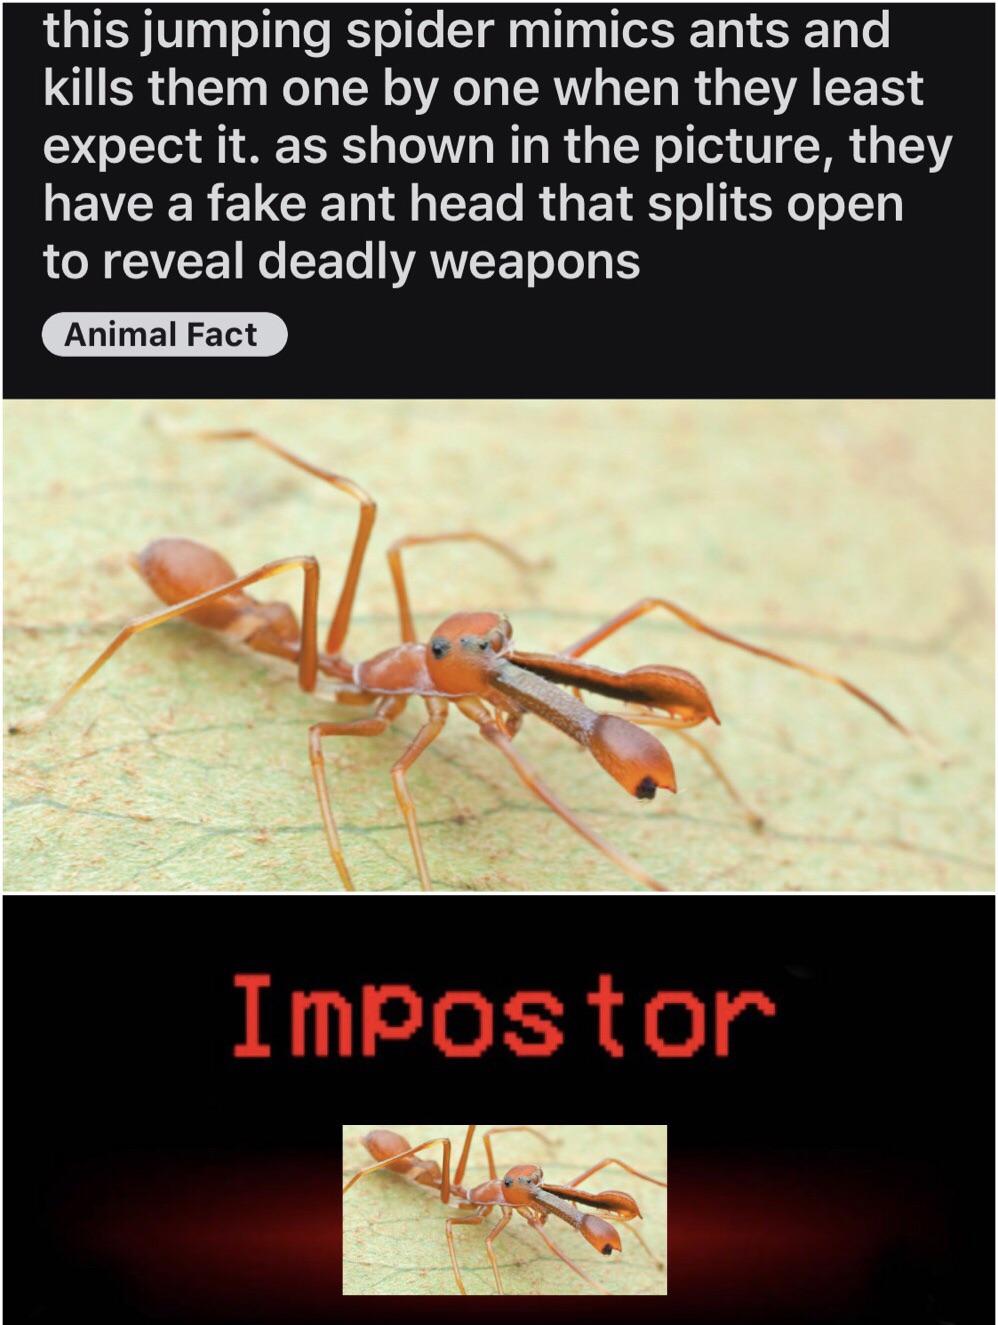 this jumping spider mimics ants and
kills them one by one when they least
expect it. as shown in the picture, they
have a fake ant head that splits open
to reveal deadly weapons
Animal Fact
Impostor